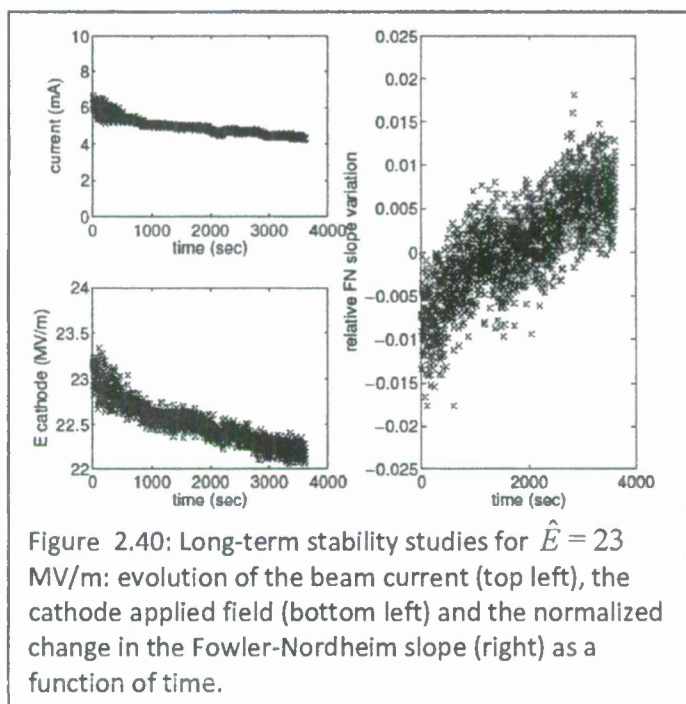 10
8
6
4
2
0
current (mA)
0 1000 2000 3000 4000
time (sec)
24
23.5
23
22.5
22
E cathode (MV/m)
0 1000 2000 3000 4000
time (sec)
0.025
0.02
0.015
0.01
0.005
0
−0.005
−0.01
−0.015
−0.02
−0.025
relative FN slope variation
0 2000 4000
time (sec)
Figure 2.40: Long-term stability studies for Ê = 23
MV/m: evolution of the beam current (top left), the
cathode applied field (bottom left) and the normalized
change in the Fowler-Nordheim slope (right) as a
function of time.